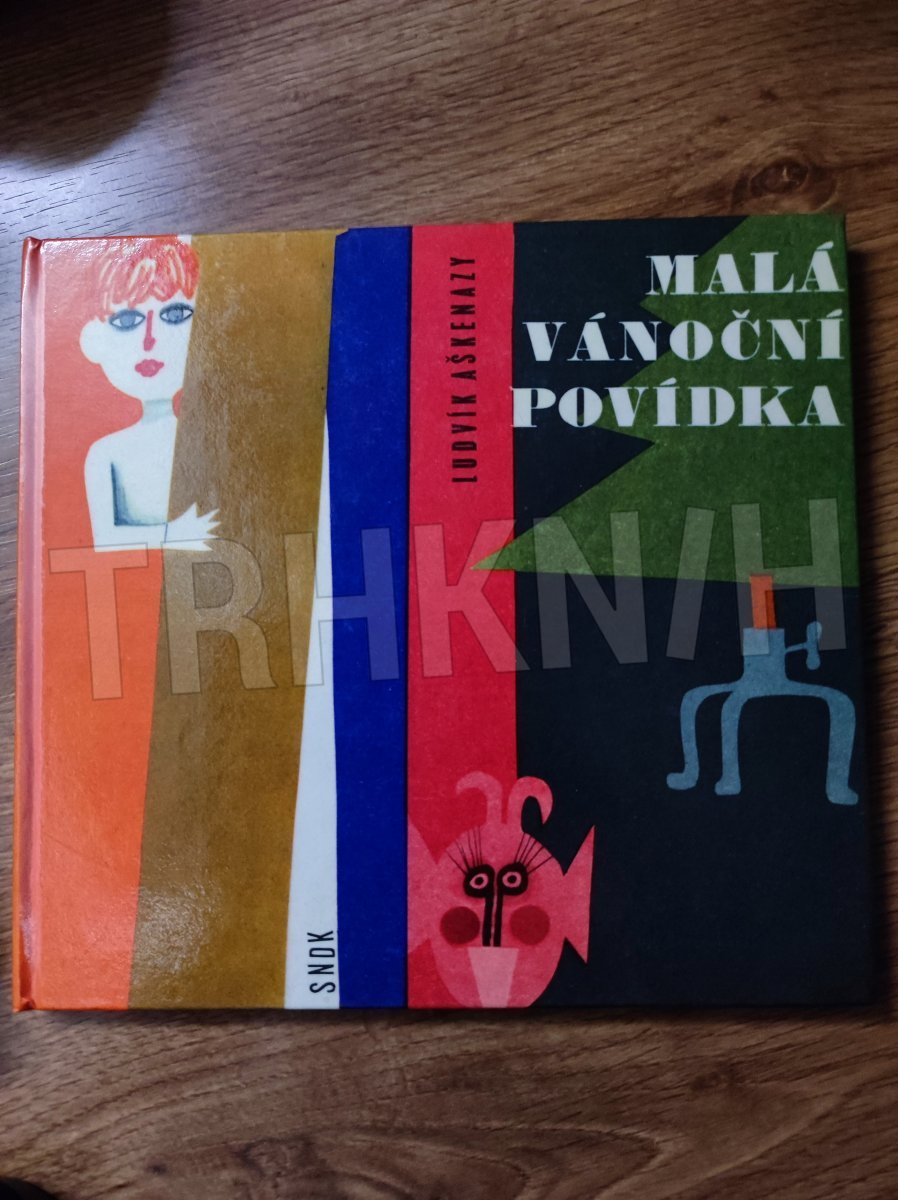 MALÁ
VÁNOČNÍ
POVÍDKA
LUDVÍK AŠKENAZY
TRHKNIH
SNDK